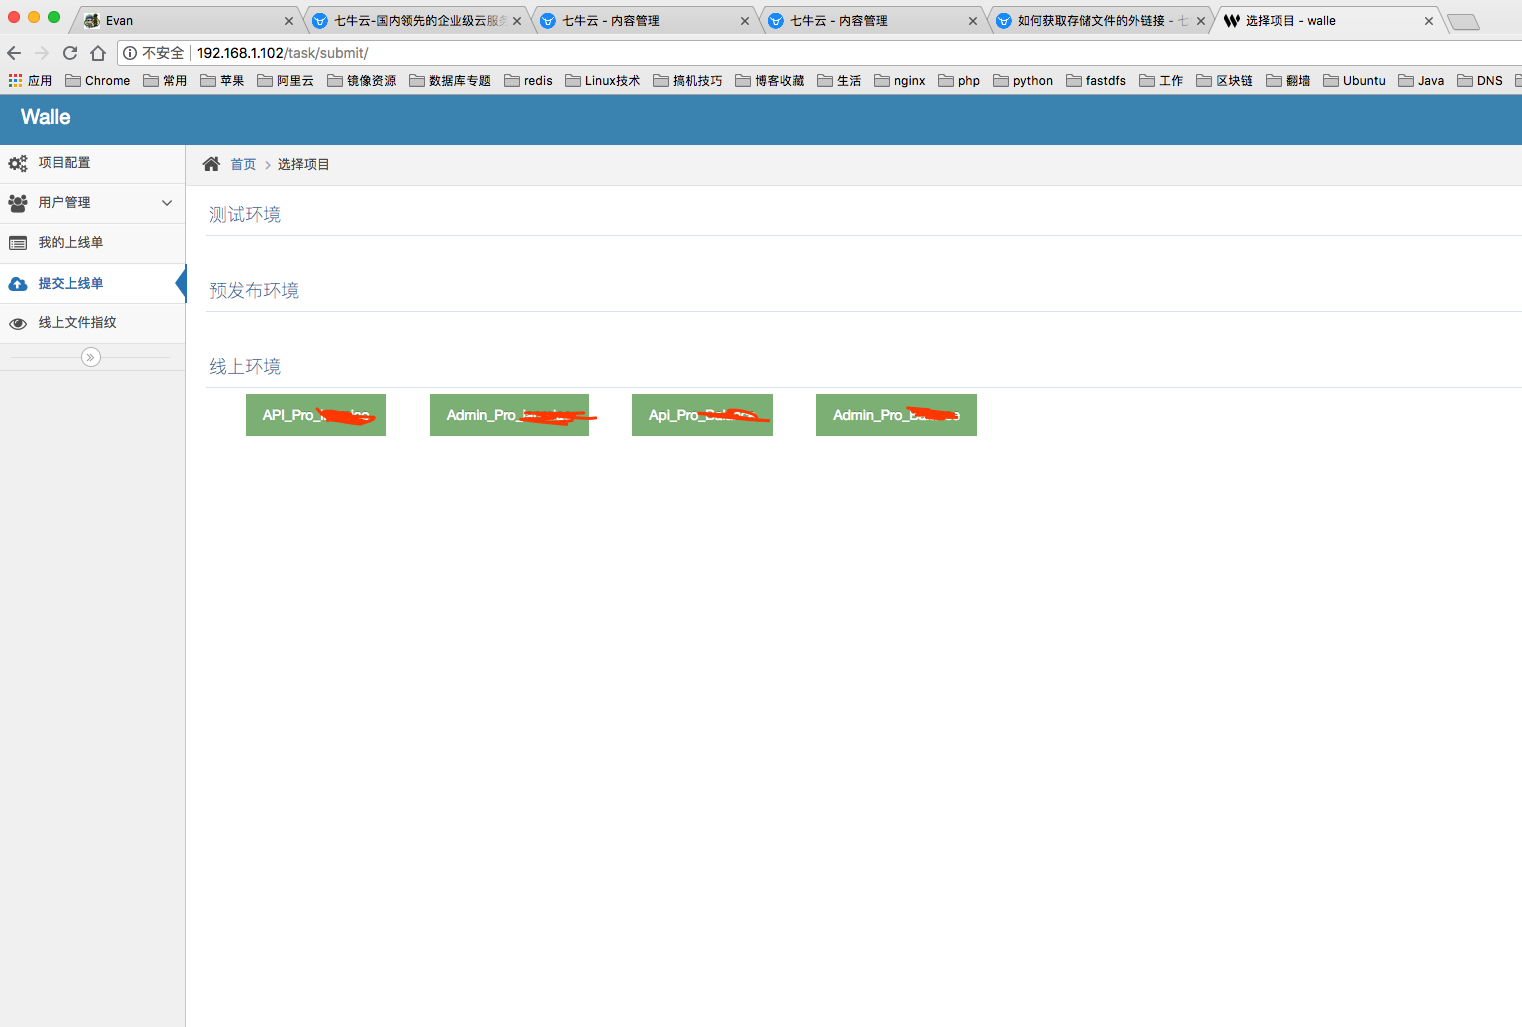 Evan
七牛云-国内领先的企业级云服务
七牛云 - 内容管理
七牛云 - 内容管理
如何获取存储文件的外链接 - 七
选择项目 - walle
不安全 192.168.1.102/task/submit/
应用 Chrome 常用 苹果 阿里云 镜像资源 数据库专题 redis Linux技术 搞机技巧 博客收藏 生活 nginx php python fastdfs 工作 区块链 翻墙 Ubuntu Java DNS
Walle
项目配置
用户管理
我的上线单
提交上线单
线上文件指纹
首页 选择项目
测试环境
预发布环境
线上环境
API_Pro_
Admin_Pro_
Api_Pro_
Admin_Pro_